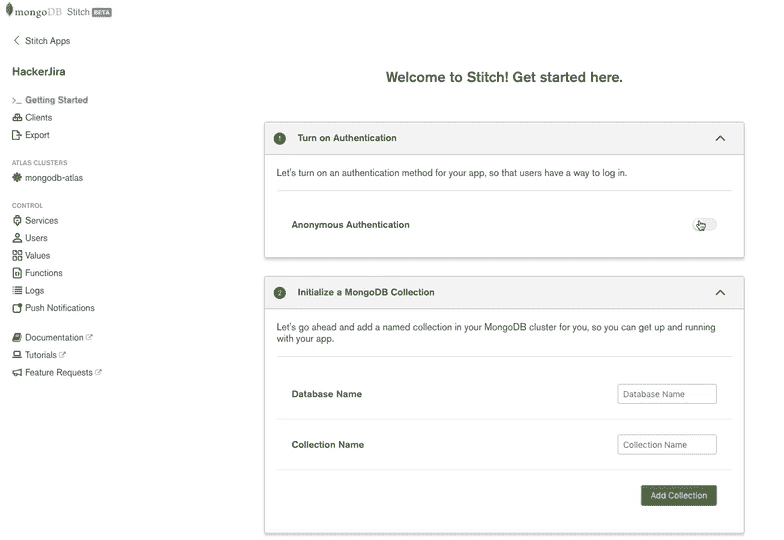 mongoDB Stitch BETA
Stitch Apps
HackerJira
Getting Started
Clients
Export
ATLAS CLUSTERS
mongodb-atlas
CONTROL
Services
Users
Values
Functions
Logs
Push Notifications
Documentation
Tutorials
Feature Requests
Welcome to Stitch! Get started here.
1 Turn on Authentication
Let's turn on an authentication method for your app, so that users have a way to log in.
Anonymous Authentication
2 Initialize a MongoDB Collection
Let's go ahead and add a named collection in your MongoDB cluster for you, so you can get up and running
with your app.
Database Name Database Name
Collection Name Collection Name
Add Collection